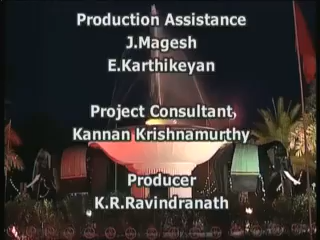 Production Assistance
J.Magesh
E.Karthikeyan
Project Consultant
Kannan Krishnamurthy
Producer
K.R.Ravindranath